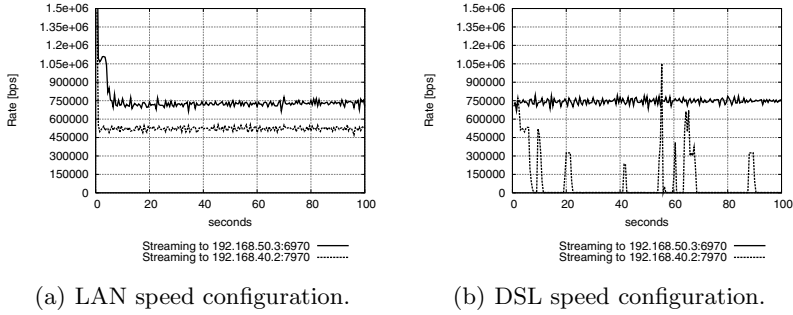 1.5e+06
1.35e+06
1.2e+06
1.05e+06
900000
750000
600000
450000
300000
150000
0
Rate [bps]
0 20 40 60 80 100
seconds
Streaming to 192.168.50.3:6970
Streaming to 192.168.40.2:7970
(a) LAN speed configuration.
1.5e+06
1.35e+06
1.2e+06
1.05e+06
900000
750000
600000
450000
300000
150000
0
Rate [bps]
0 20 40 60 80 100
seconds
Streaming to 192.168.50.3:6970
Streaming to 192.168.40.2:7970
(b) DSL speed configuration.